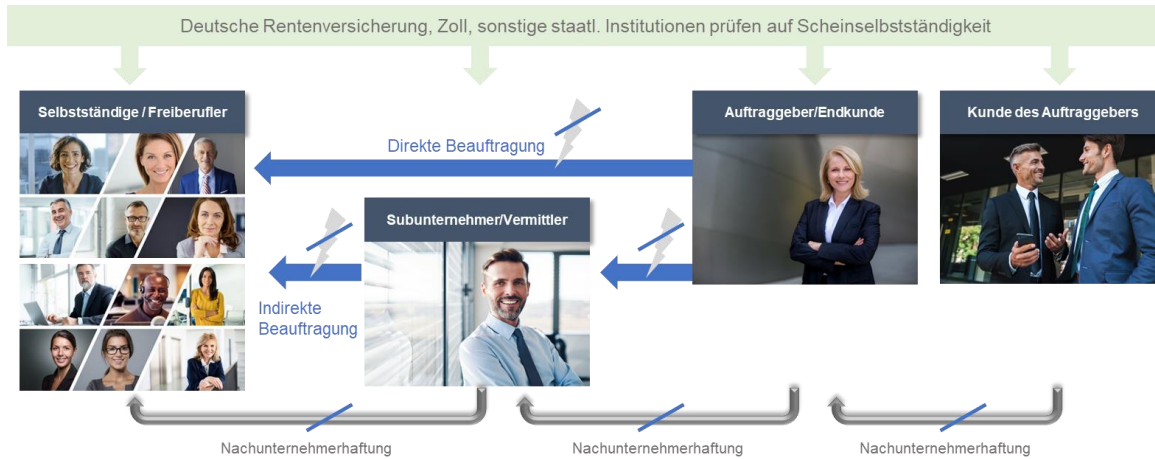 Deutsche Rentenversicherung, Zoll, sonstige staatl. Institutionen prüfen auf Scheinselbstständigkeit
Selbstständige / Freiberufler
Auftraggeber/Endkunde
Kunde des Auftraggebers
Direkte Beauftragung
Subunternehmer/Vermittler
Indirekte
Beauftragung
Nachunternehmerhaftung
Nachunternehmerhaftung
Nachunternehmerhaftung